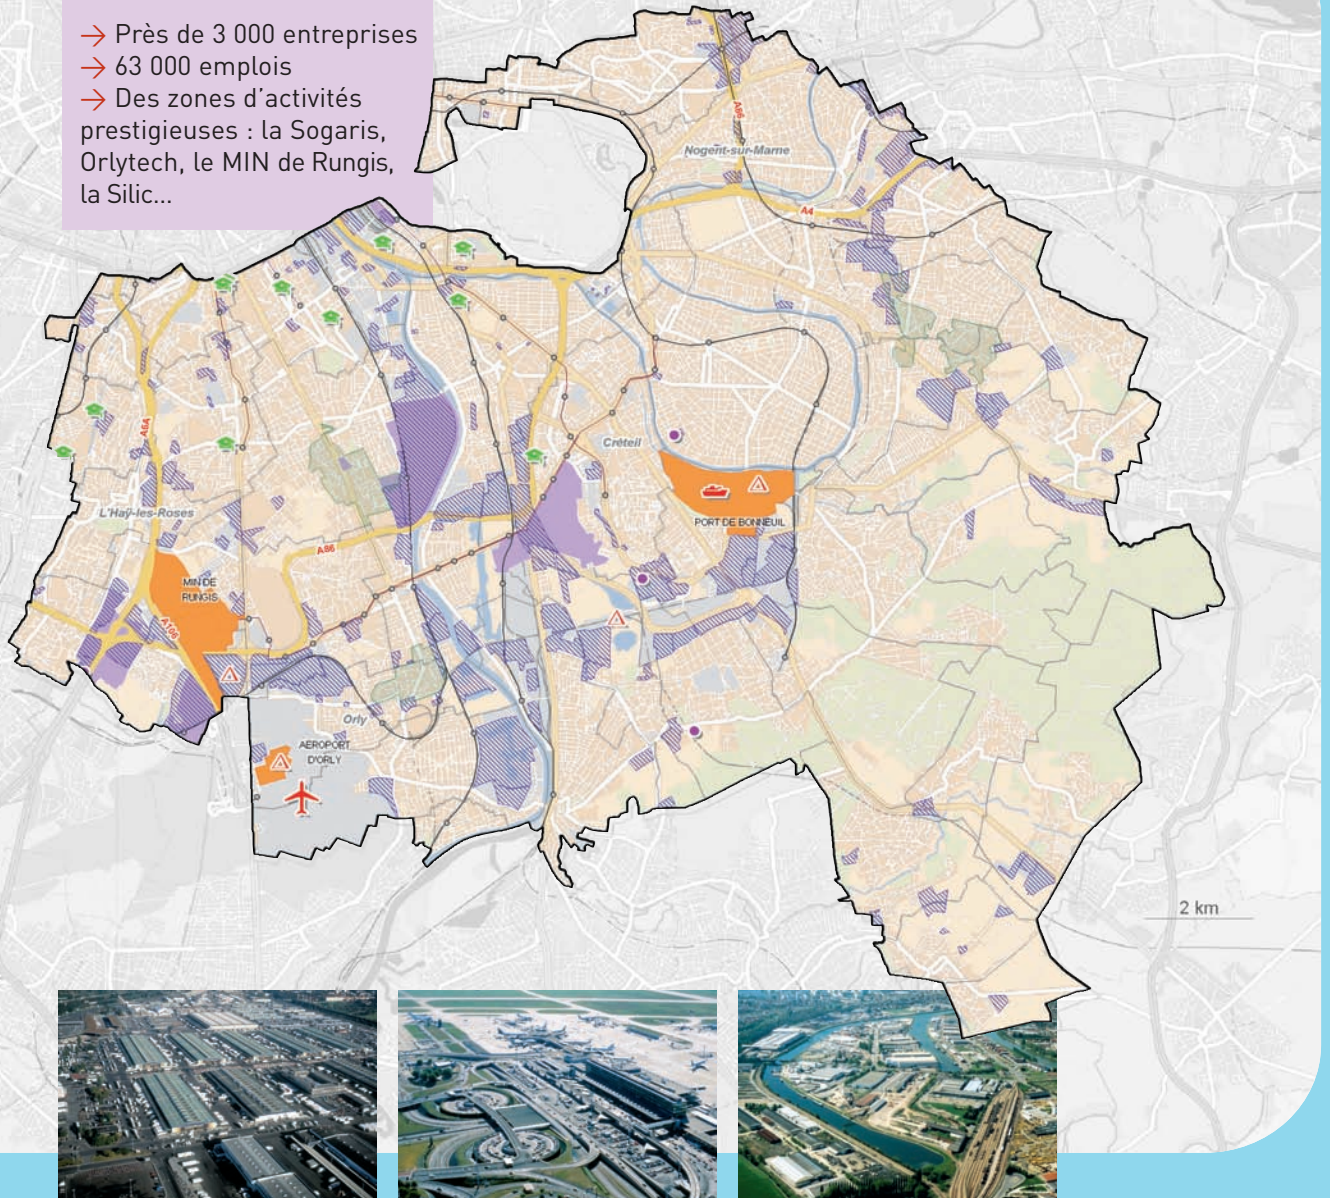 → Près de 3 000 entreprises
→ 63 000 emplois
→ Des zones d'activités
prestigieuses : la Sogaris,
Orlytech, le MIN de Rungis,
la Silic...
A86
Nogent-sur-Marne
A4
A6A
Créteil
L'Haÿ-les-Roses
PORT DE BONNEUIL
A86
MIN DE
RUNGIS
A106
Orly
AEROPORT
D'ORLY
2 km